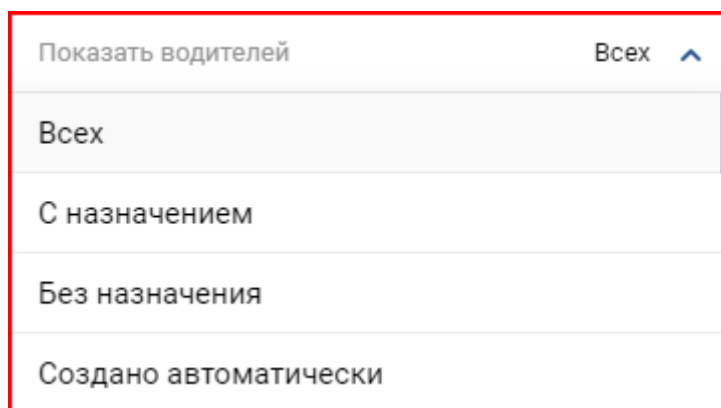 Показать водителей Всех
Всех
С назначением
Без назначения
Создано автоматически